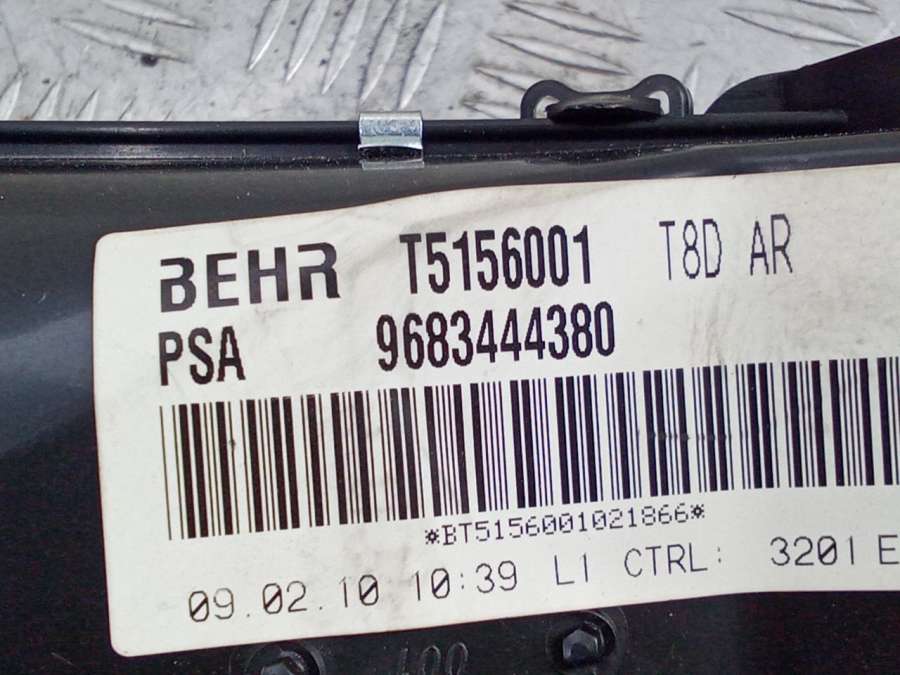 BEHR T5156001 T8D AR
PSA 9683444380
*BT5156001021866*
09.02.10 10:39 L1 CTRL: 3201 E